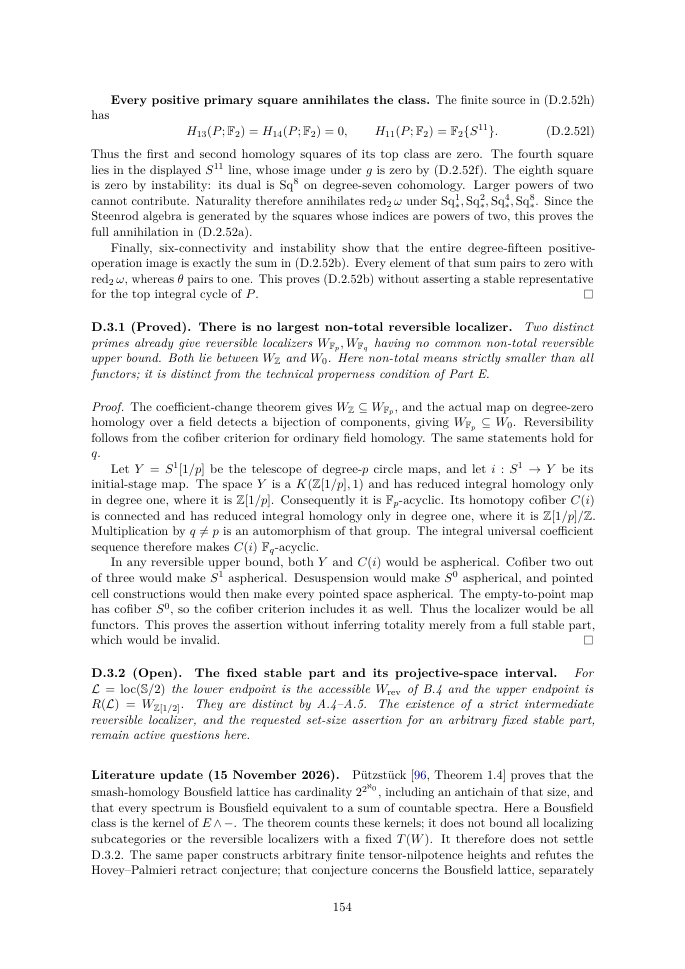 Every positive primary square annihilates the class. The finite source in (D.2.52h)
has
H₁₃(P; 𝔽₂) = H₁₄(P; 𝔽₂) = 0, H₁₁(P; 𝔽₂) = 𝔽₂{S¹¹}. (D.2.52l)
Thus the first and second homology squares of its top class are zero. The fourth square
lies in the displayed S¹¹ line, whose image under g is zero by (D.2.52f). The eighth square
is zero by instability: its dual is Sq⁸ on degree-seven cohomology. Larger powers of two
cannot contribute. Naturality therefore annihilates red₂ ω under Sq¹∗, Sq²∗, Sq⁴∗, Sq⁸∗. Since the
Steenrod algebra is generated by the squares whose indices are powers of two, this proves the
full annihilation in (D.2.52a).
Finally, six-connectivity and instability show that the entire degree-fifteen positive-
operation image is exactly the sum in (D.2.52b). Every element of that sum pairs to zero with
red₂ ω, whereas θ pairs to one. This proves (D.2.52b) without asserting a stable representative
for the top integral cycle of P. □
D.3.1 (Proved). There is no largest non-total reversible localizer. Two distinct
primes already give reversible localizers W_{𝔽ₚ}, W_{𝔽_q} having no common non-total reversible
upper bound. Both lie between W_ℤ and W₀. Here non-total means strictly smaller than all
functors; it is distinct from the technical properness condition of Part E.
Proof. The coefficient-change theorem gives W_ℤ ⊆ W_{𝔽ₚ}, and the actual map on degree-zero
homology over a field detects a bijection of components, giving W_{𝔽ₚ} ⊆ W₀. Reversibility
follows from the cofiber criterion for ordinary field homology. The same statements hold for
q.
Let Y = S¹[1/p] be the telescope of degree-p circle maps, and let i : S¹ → Y be its
initial-stage map. The space Y is a K(ℤ[1/p], 1) and has reduced integral homology only
in degree one, where it is ℤ[1/p]. Consequently it is 𝔽ₚ-acyclic. Its homotopy cofiber C(i)
is connected and has reduced integral homology only in degree one, where it is ℤ[1/p]/ℤ.
Multiplication by q ≠ p is an automorphism of that group. The integral universal coefficient
sequence therefore makes C(i) 𝔽_q-acyclic.
In any reversible upper bound, both Y and C(i) would be aspherical. Cofiber two out
of three would make S¹ aspherical. Desuspension would make S⁰ aspherical, and pointed
cell constructions would then make every pointed space aspherical. The empty-to-point map
has cofiber S⁰, so the cofiber criterion includes it as well. Thus the localizer would be all
functors. This proves the assertion without inferring totality merely from a full stable part,
which would be invalid. □
D.3.2 (Open). The fixed stable part and its projective-space interval. For
ℒ = loc(𝕊/2) the lower endpoint is the accessible W_rev of B.4 and the upper endpoint is
R(ℒ) = W_{ℤ[1/2]}. They are distinct by A.4–A.5. The existence of a strict intermediate
reversible localizer, and the requested set-size assertion for an arbitrary fixed stable part,
remain active questions here.
Literature update (15 November 2026). Pützstück [96, Theorem 1.4] proves that the
smash-homology Bousfield lattice has cardinality 2^{2^{ℵ₀}}, including an antichain of that size, and
that every spectrum is Bousfield equivalent to a sum of countable spectra. Here a Bousfield
class is the kernel of E ∧ −. The theorem counts these kernels; it does not bound all localizing
subcategories or the reversible localizers with a fixed T(W). It therefore does not settle
D.3.2. The same paper constructs arbitrary finite tensor-nilpotence heights and refutes the
Hovey–Palmieri retract conjecture; that conjecture concerns the Bousfield lattice, separately
154